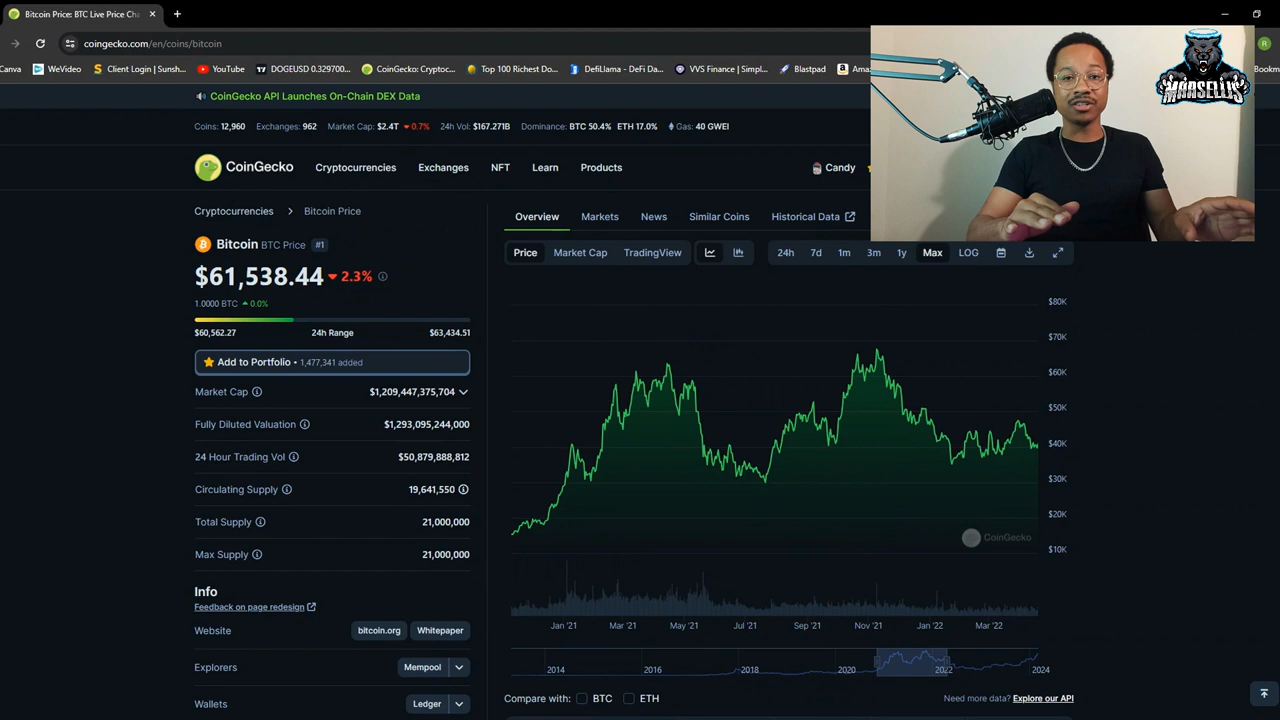 Bitcoin Price: BTC Live Price Cha
coingecko.com/en/coins/bitcoin
R
Canva WeVideo Client Login | Sunsh... YouTube DOGEUSD 0.329700... CoinGecko: Cryptoc... Top 100 Dest Do... DefiLlama - DeFi Da... VVS Finance | Simpl... Blastpad Bookm
MARSELLIS
CoinGecko API Launches On-Chain DEX Data
Coins: 12,960 Exchanges: 962 Market Cap: $2.4T 0.7% 24h Vol: $167.271B Dominance: BTC 50.4% ETH 17.0% Gas: 40 GWEI
CoinGecko Cryptocurrencies Exchanges NFT Learn Products Candy
Cryptocurrencies > Bitcoin Price
Overview Markets News Similar Coins Historical Data
Bitcoin BTC Price #1
Price Market Cap TradingView 24h 7d 1m 3m 1y Max LOG
$61,538.44 2.3%
1.0000 BTC 0.0%
$60,562.27 24h Range $63,434.51
Add to Portfolio • 1,477,341 added
Market Cap $1,209,447,375,704
Fully Diluted Valuation $1,293,095,244,000
24 Hour Trading Vol $50,879,888,812
Circulating Supply 19,641,550
Total Supply 21,000,000
Max Supply 21,000,000
Info
Feedback on page redesign
Website bitcoin.org Whitepaper
Explorers Mempool
Wallets Ledger
$80K
$70K
$60K
$50K
$40K
$30K
$20K
$10K
CoinGecko
Jan '21 Mar '21 May '21 Jul '21 Sep '21 Nov '21 Jan '22 Mar '22
2014 2016 2018 2020 2022 2024
Compare with: BTC ETH Need more data? Explore our API